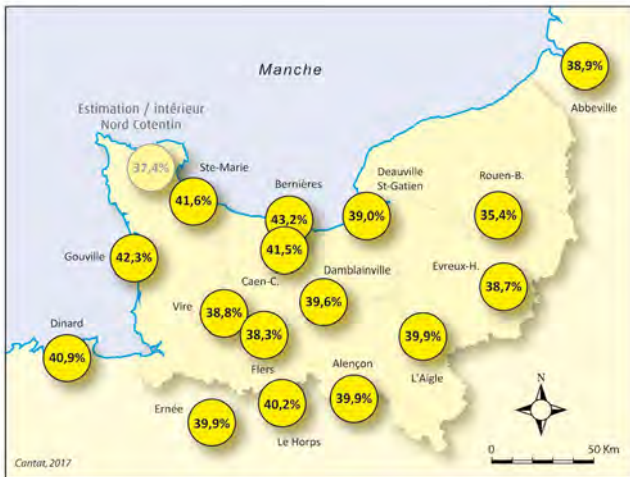 Manche
38,9%
Abbeville
Estimation / intérieur
Nord Cotentin
37,4%
Ste-Marie
41,6%
Bernières
43,2%
41,5%
Caen-C.
Deauville
St-Gatien
39,0%
Rouen-B.
35,4%
Gouville
42,3%
Damblainville
39,6%
Evreux-H.
38,7%
Vire
38,8%
38,3%
Flers
Dinard
40,9%
39,9%
L'Aigle
Alençon
39,9%
Ernée
39,9%
40,2%
Le Horps
N
Cantat, 2017
0
50 Km